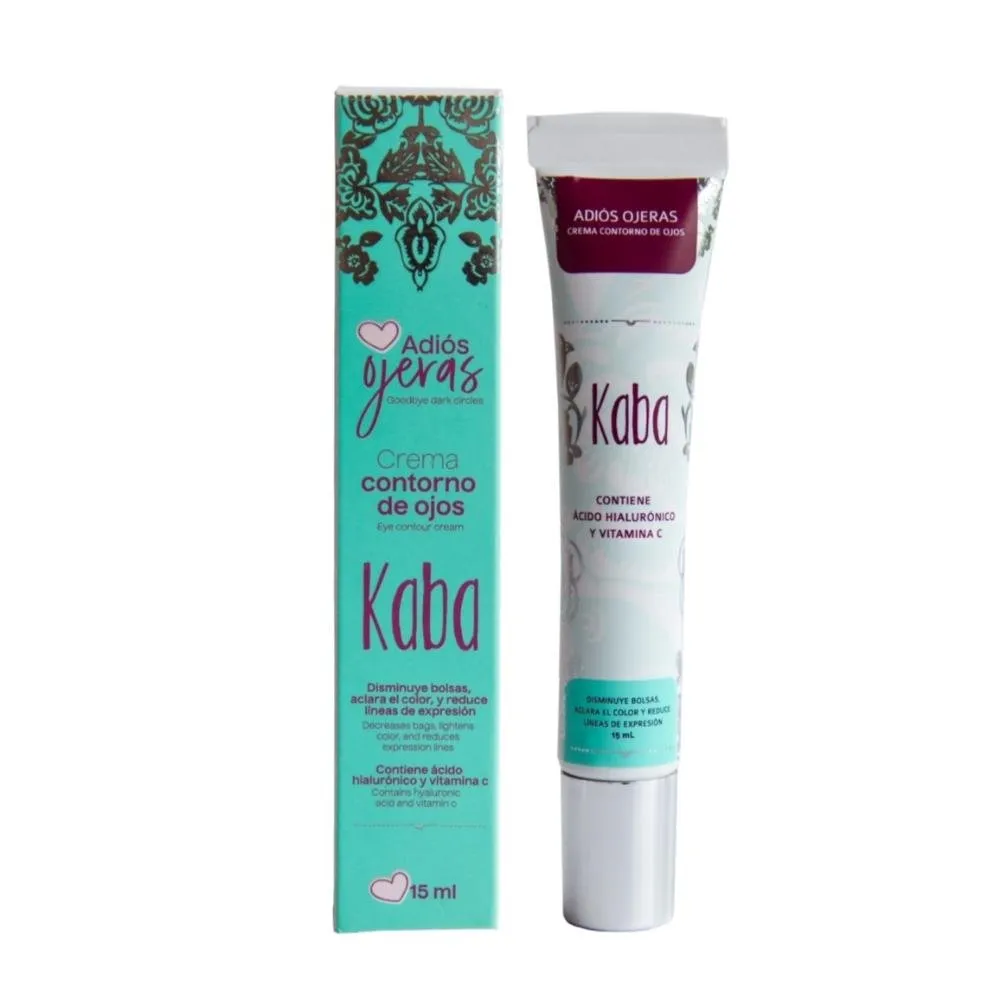 Adiós
ojeras
Goodbye dark circles
Crema
contorno
de ojos
Eye contour cream
Kaba
Disminuye bolsas,
aclara el color, y reduce
líneas de expresión
Decreases bags, lightens
color, and reduces
expression lines
Contiene ácido
hialurónico y vitamina c
Contains hyaluronic
acid and vitamin c
15 ml
ADIÓS OJERAS
CREMA CONTORNO DE OJOS
Kaba
CONTIENE
ÁCIDO HIALURÓNICO
Y VITAMINA C
DISMINUYE BOLSAS,
ACLARA EL COLOR Y REDUCE
LÍNEAS DE EXPRESIÓN
15 mL